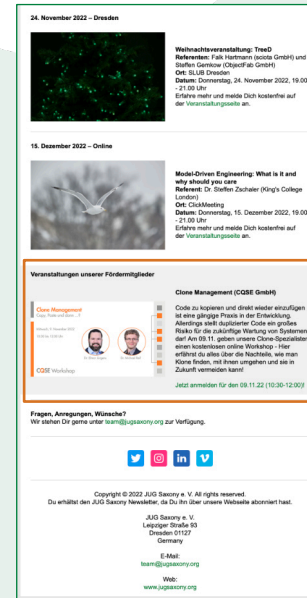 24. November 2022 – Dresden
Weihnachtsveranstaltung: TreeD
Referenten: Falk Hartmann (sciota GmbH) und
Steffen Gemkow (ObjectFab GmbH)
Ort: SLUB Dresden
Datum: Donnerstag, 24. November 2022, 19.00
- 21.00 Uhr
Erfahre mehr und melde Dich kostenfrei auf
der Veranstaltungsseite an.
15. Dezember 2022 – Online
Model-Driven Engineering: What is it and
why should you care
Referent: Dr. Steffen Zschaler (King's College
London)
Ort: ClickMeeting
Datum: Donnerstag, 15. Dezember 2022, 19.00
- 21.00 Uhr
Erfahre mehr und melde Dich kostenfrei auf
der Veranstaltungsseite an.
Veranstaltungen unserer Fördermitglieder
Clone Management
CQSE Workshop
Clone Management (CQSE GmbH)
Code zu kopieren und direkt wieder einzufügen
ist eine gängige Praxis in der Entwicklung.
Allerdings stellt duplizierter Code ein großes
Risiko für die zukünftige Wartung von Systemen
dar! Am 09.11. geben unsere Clone-Spezialisten
einen kostenlosen online Workshop - Hier
erfährst du alles über die Nachteile, wie man
Klone finden, mit ihnen umgehen und sie in
Zukunft vermeiden kann!
Jetzt anmelden für den 09.11.22 (10:30-12:00)!
Fragen, Anregungen, Wünsche?
Wir stehen Dir gerne unter team@jugsaxony.org zur Verfügung.
Copyright © 2022 JUG Saxony e. V. All rights reserved.
Du erhältst den JUG Saxony Newsletter, da Du ihn über unsere Webseite abonniert hast.
JUG Saxony e. V.
Leipziger Straße 93
Dresden 01127
Germany
E-Mail:
team@jugsaxony.org
Web:
www.jugsaxony.org